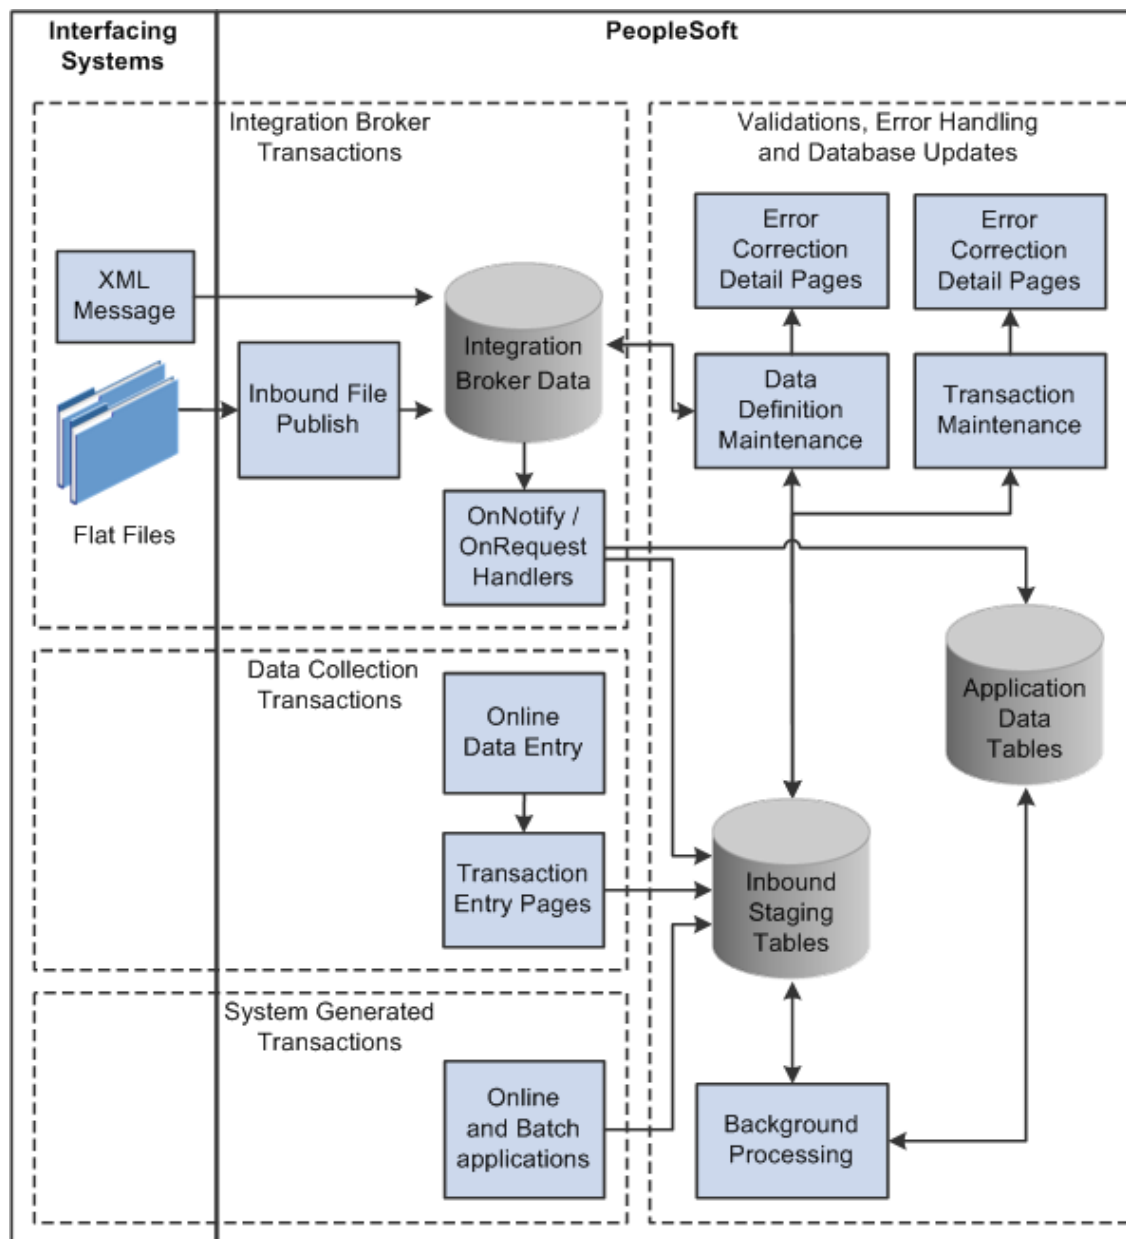 Interfacing
Systems
PeopleSoft
Integration Broker
Transactions
Validations, Error Handling
and Database Updates
Error
Correction
Detail Pages
Error
Correction
Detail Pages
XML
Message
Integration
Broker Data
Inbound File
Publish
Data
Definition
Maintenance
Transaction
Maintenance
Flat Files
OnNotify /
OnRequest
Handlers
Data Collection
Transactions
Online
Data Entry
Application
Data
Tables
Transaction
Entry Pages
Inbound
Staging
Tables
System Generated
Transactions
Online
and Batch
applications
Background
Processing